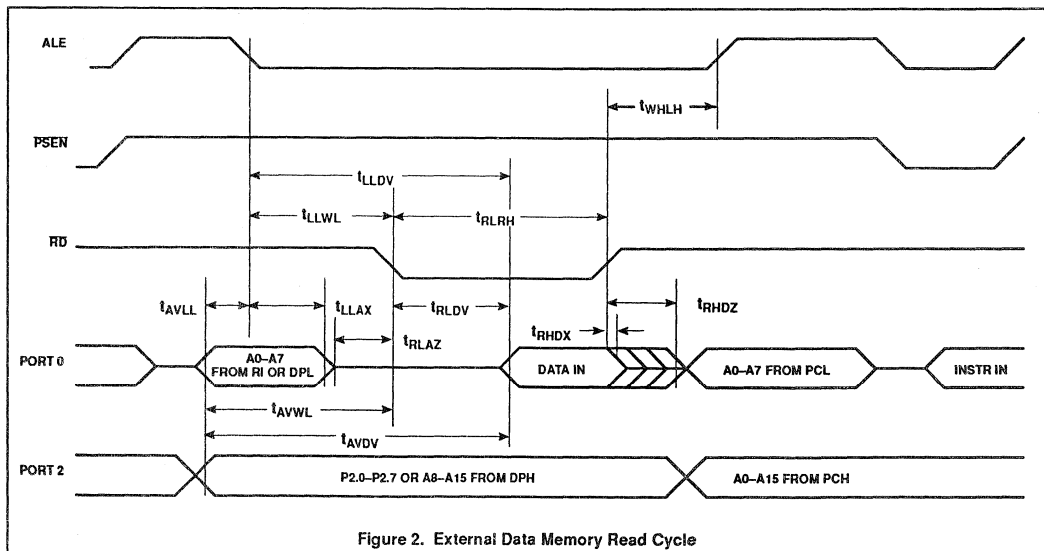 ALE
tWHLH
PSEN
tLLDV
tLLWL
tRLRH
RD
tAVLL
tLLAX
tRLDV
tRHDZ
tRHDX
tRLAZ
PORT 0
A0–A7
FROM RI OR DPL
DATA IN
A0–A7 FROM PCL
INSTR IN
tAVWL
tAVDV
PORT 2
P2.0–P2.7 OR A8–A15 FROM DPH
A0–A15 FROM PCH
Figure 2. External Data Memory Read Cycle